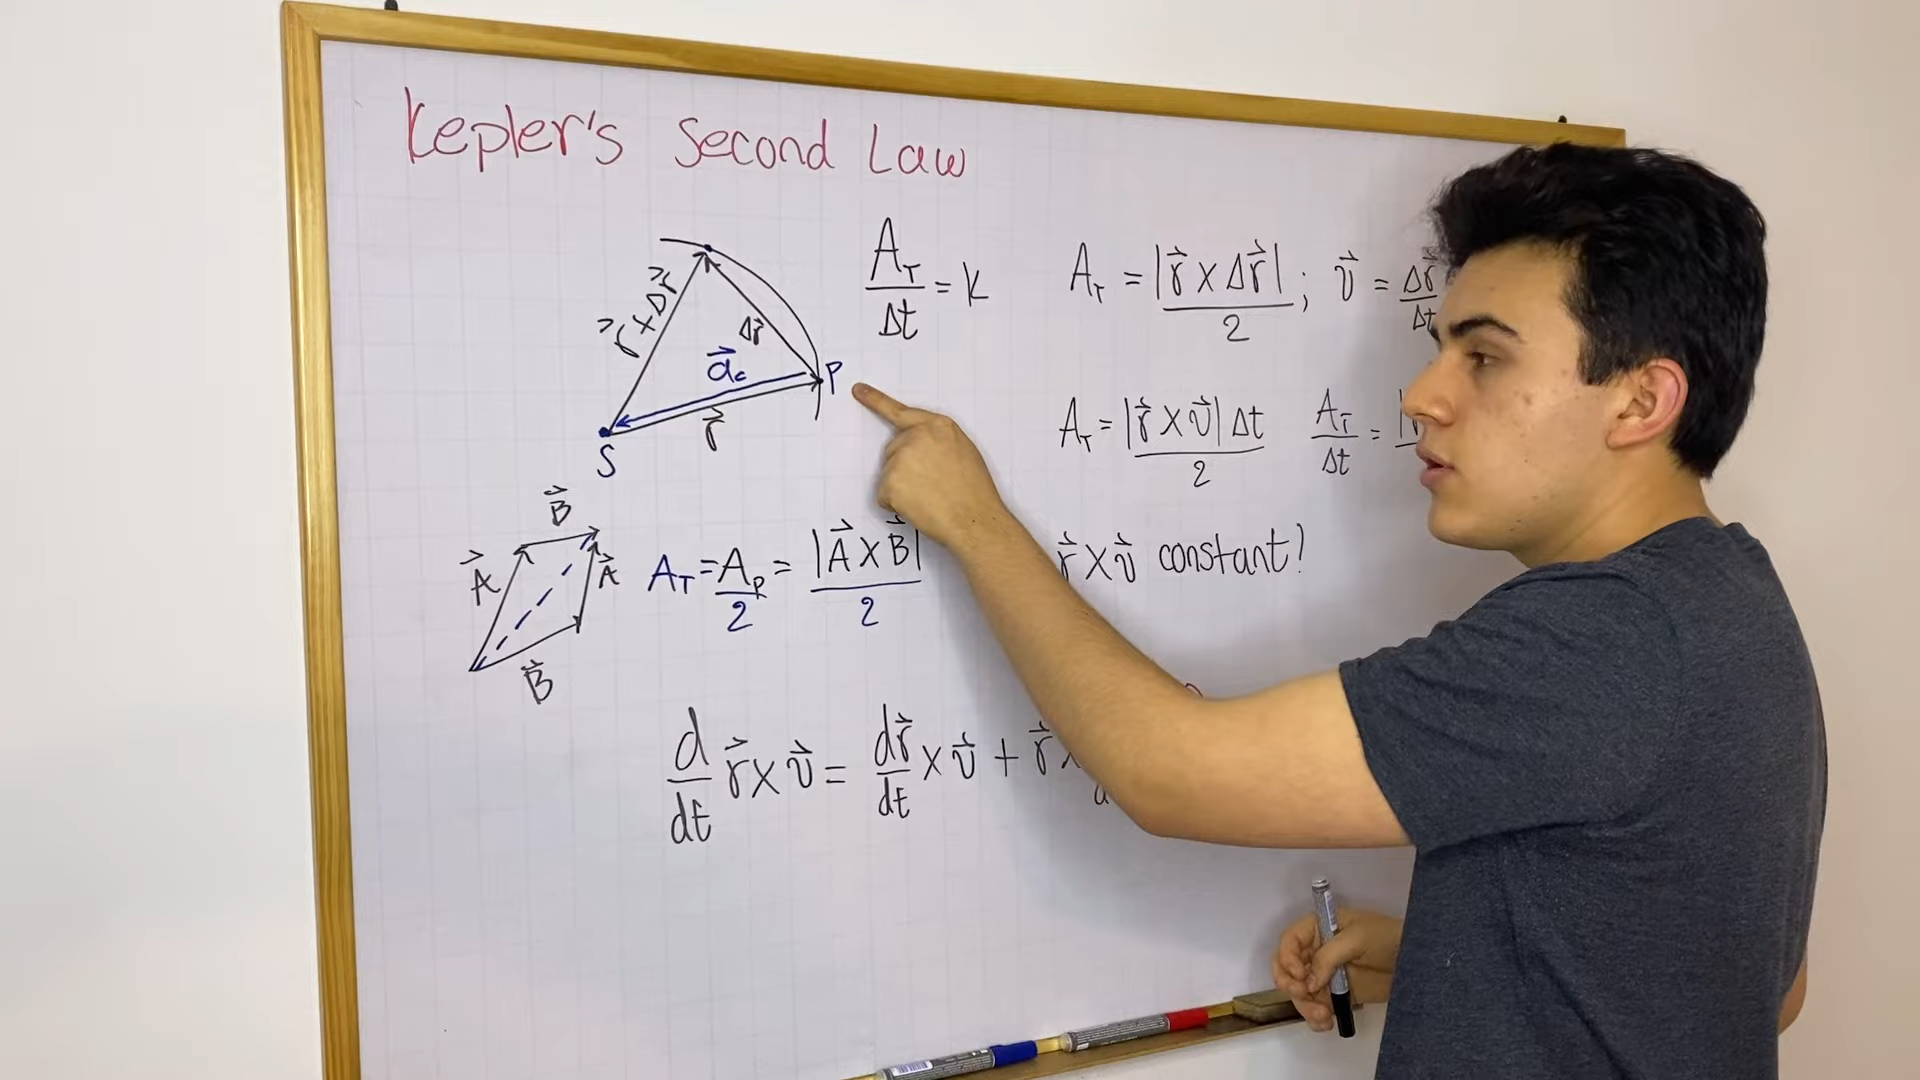 Kepler's Second Law
A_T/Δt = k
A_T = |r⃗ x Δr⃗|/2 ; v⃗ = Δr⃗/Δt
r⃗ x Δr⃗
Δr⃗
a⃗c
P
r⃗
S
A_T = |r⃗ x v⃗| Δt/2
A_T/Δt =
B⃗
A⃗
A⃗
B⃗
A_T = A_P/2 = |A⃗ x B⃗|/2
r⃗ x v⃗ constant?
d/dt r⃗ x v⃗ = dr⃗/dt x v⃗ + r⃗ x